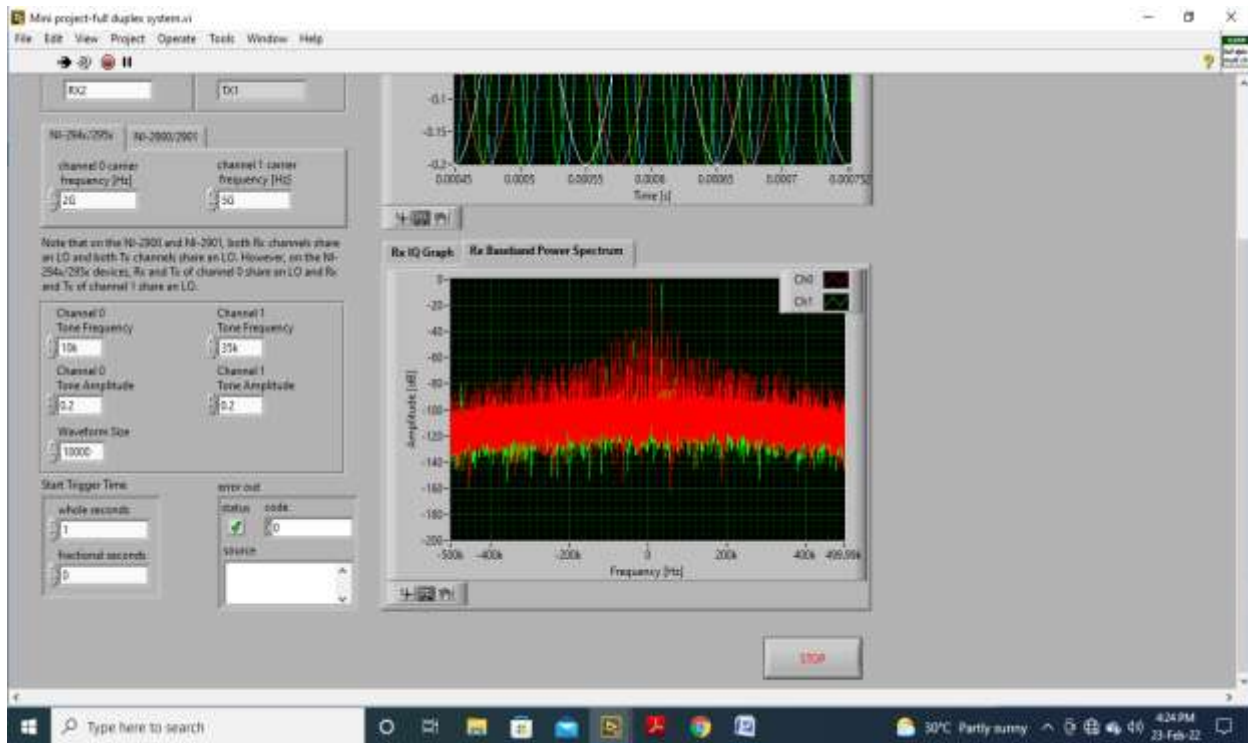 Mini project-full duplex system.vi
File Edit View Project Operate Tools Window Help
RX2
TX1
NI-294x/295x
NI-2900/2901
channel 0 carrier
frequency [Hz]
2G
channel 1 carrier
frequency [Hz]
5G
Note that on the NI-2900 and NI-2901, both Rx channels share
an LO and both Tx channels share an LO. However, on the NI-
294x/295x devices, Rx and Tx of channel 0 share an LO and Rx
and Tx of channel 1 share an LO.
Channel 0
Tone Frequency
10k
Channel 1
Tone Frequency
35k
Channel 0
Tone Amplitude
0.2
Channel 1
Tone Amplitude
0.2
Waveform Size
10000
Start Trigger Time
whole seconds
1
fractional seconds
0
error out
status code
0
source
-0.1
-0.15
-0.2
0.00045 0.0005 0.00055 0.0006 0.00065 0.0007 0.000752
Time [s]
Rx IQ Graph
Rx Baseband Power Spectrum
Ch0
Ch1
Amplitude [dB]
0
-20
-40
-60
-80
-100
-120
-140
-160
-180
-200
-500k -400k -200k 0 200k 400k 499.99k
Frequency [Hz]
STOP
Type here to search
30°C Partly sunny
4:24 PM
23-Feb-22